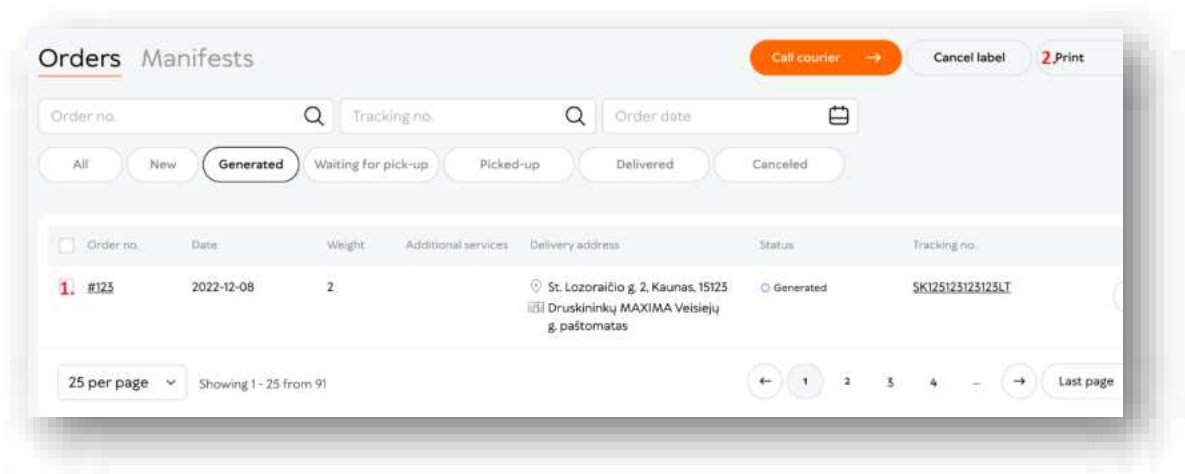 Orders Manifests
Call courier → Cancel label 2. Print
Order no. Tracking no. Order date
All New Generated Waiting for pick-up Picked-up Delivered Canceled
Order no. Date Weight Additional services Delivery address Status Tracking no.
1. #123 2022-12-08 2 St. Lozoraičio g. 2, Kaunas, 15123 Generated SK125123123123LT
Druskininkų MAXIMA Veisiejų
g. paštomatas
25 per page Showing 1 - 25 from 91 ← 1 2 3 4 ... → Last page